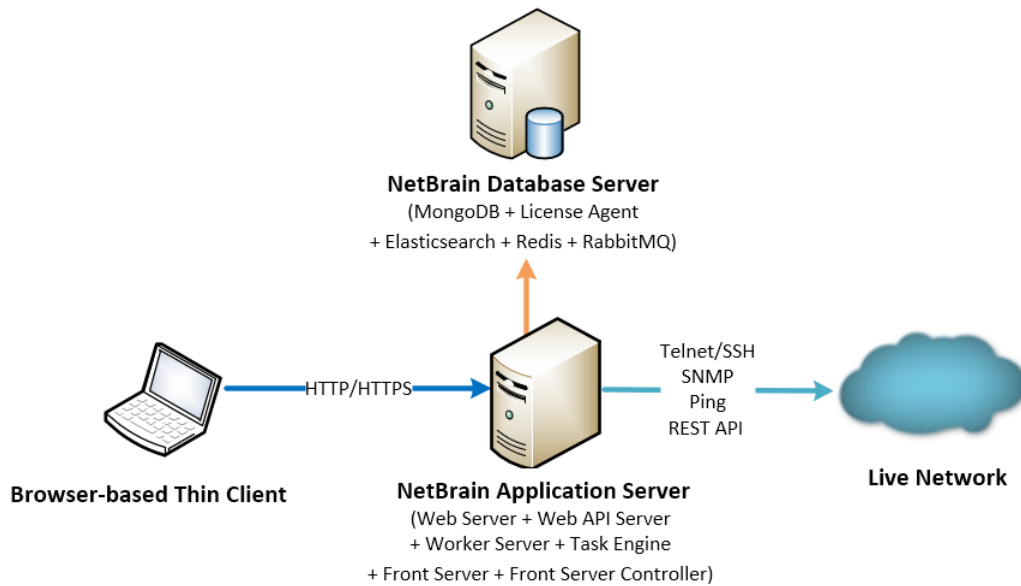 NetBrain Database Server
(MongoDB + License Agent
+ Elasticsearch + Redis + RabbitMQ)
HTTP/HTTPS
Telnet/SSH
SNMP
Ping
REST API
Browser-based Thin Client
NetBrain Application Server
(Web Server + Web API Server
+ Worker Server + Task Engine
+ Front Server + Front Server Controller)
Live Network